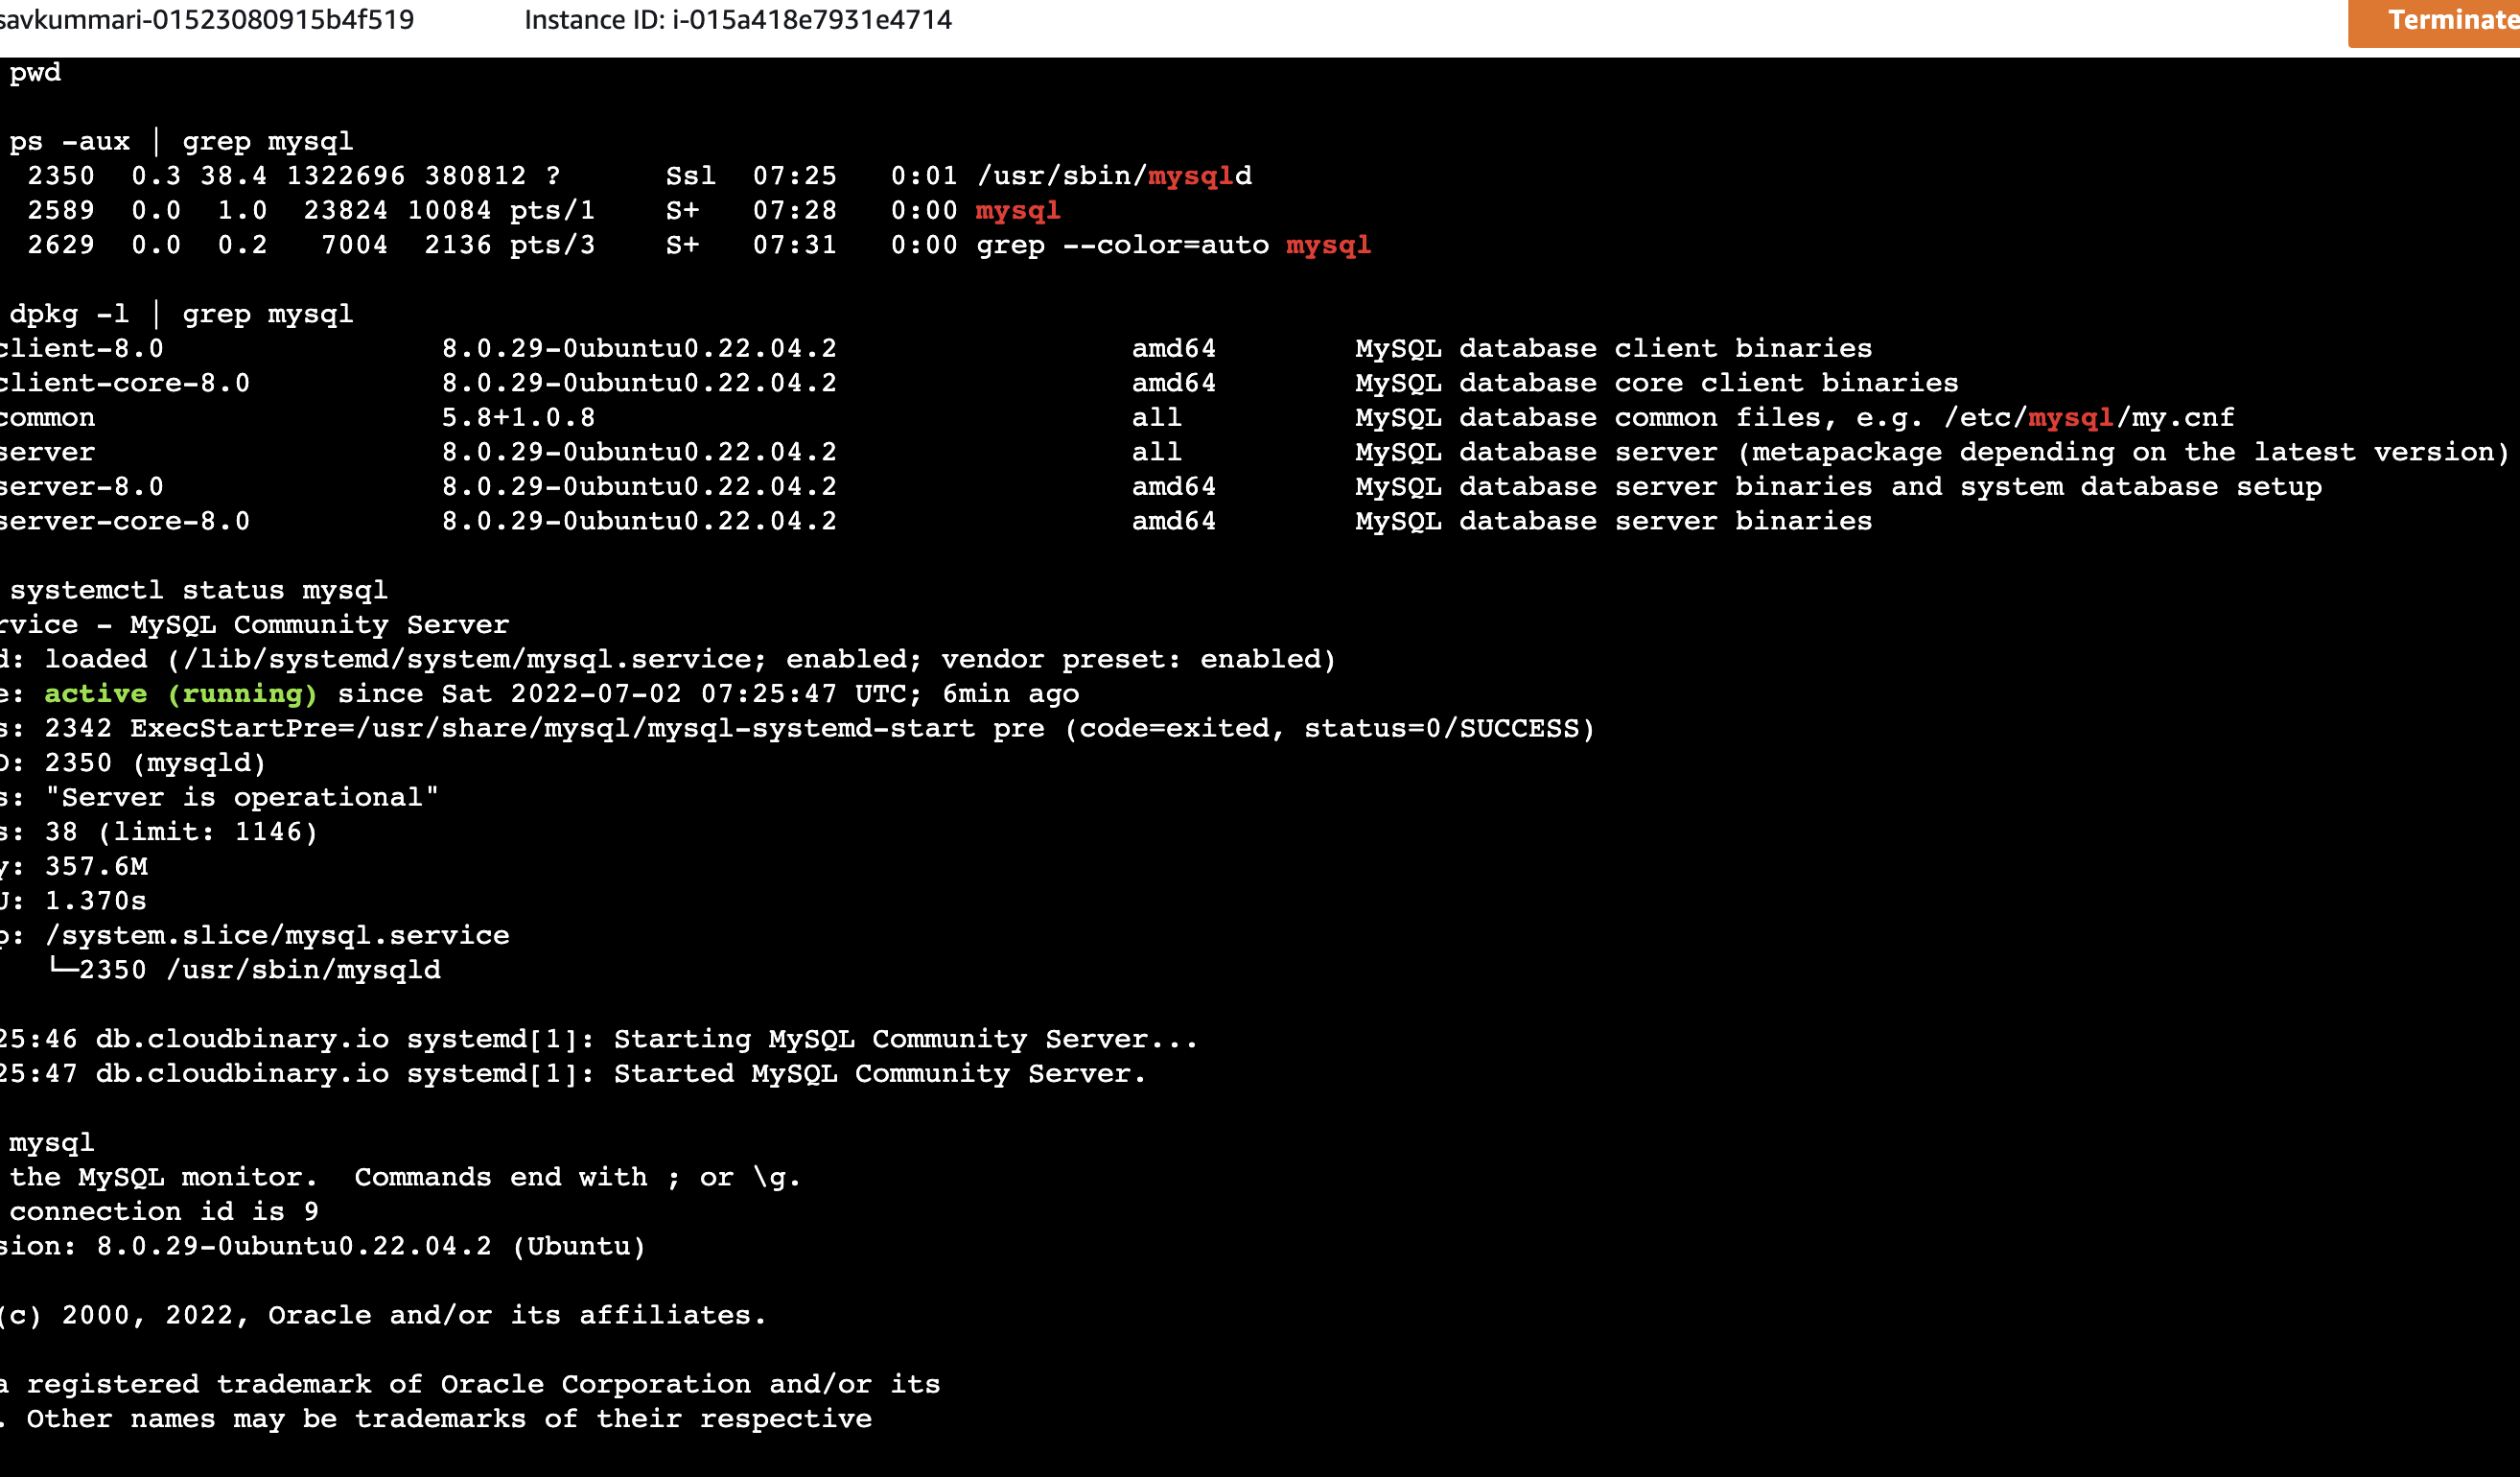 savkummari-01523080915b4f519 Instance ID: i-015a418e7931e4714 Terminate
pwd
ps -aux | grep mysql
2350 0.3 38.4 1322696 380812 ? Ssl 07:25 0:01 /usr/sbin/mysqld
2589 0.0 1.0 23824 10084 pts/1 S+ 07:28 0:00 mysql
2629 0.0 0.2 7004 2136 pts/3 S+ 07:31 0:00 grep --color=auto mysql
dpkg -l | grep mysql
client-8.0 8.0.29-0ubuntu0.22.04.2 amd64 MySQL database client binaries
client-core-8.0 8.0.29-0ubuntu0.22.04.2 amd64 MySQL database core client binaries
common 5.8+1.0.8 all MySQL database common files, e.g. /etc/mysql/my.cnf
server 8.0.29-0ubuntu0.22.04.2 all MySQL database server (metapackage depending on the latest version)
server-8.0 8.0.29-0ubuntu0.22.04.2 amd64 MySQL database server binaries and system database setup
server-core-8.0 8.0.29-0ubuntu0.22.04.2 amd64 MySQL database server binaries
systemctl status mysql
rvice - MySQL Community Server
d: loaded (/lib/systemd/system/mysql.service; enabled; vendor preset: enabled)
e: active (running) since Sat 2022-07-02 07:25:47 UTC; 6min ago
s: 2342 ExecStartPre=/usr/share/mysql/mysql-systemd-start pre (code=exited, status=0/SUCCESS)
D: 2350 (mysqld)
s: "Server is operational"
s: 38 (limit: 1146)
y: 357.6M
U: 1.370s
p: /system.slice/mysql.service
└─2350 /usr/sbin/mysqld
25:46 db.cloudbinary.io systemd[1]: Starting MySQL Community Server...
25:47 db.cloudbinary.io systemd[1]: Started MySQL Community Server.
mysql
the MySQL monitor. Commands end with ; or \g.
connection id is 9
sion: 8.0.29-0ubuntu0.22.04.2 (Ubuntu)
(c) 2000, 2022, Oracle and/or its affiliates.
a registered trademark of Oracle Corporation and/or its
. Other names may be trademarks of their respective